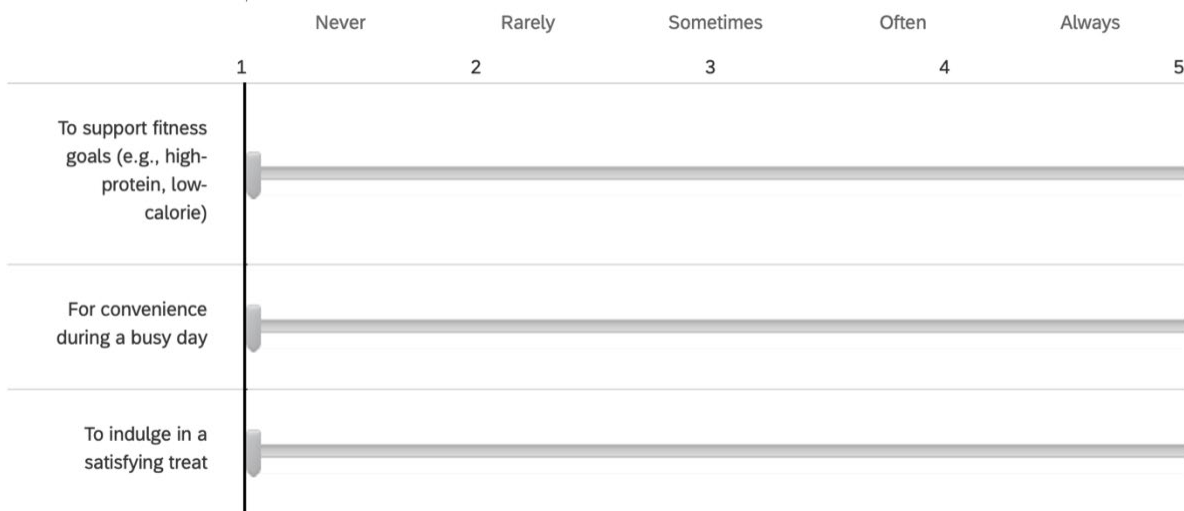 Never Rarely Sometimes Often Always
1 2 3 4 5
To support fitness
goals (e.g., high-
protein, low-
calorie)
For convenience
during a busy day
To indulge in a
satisfying treat